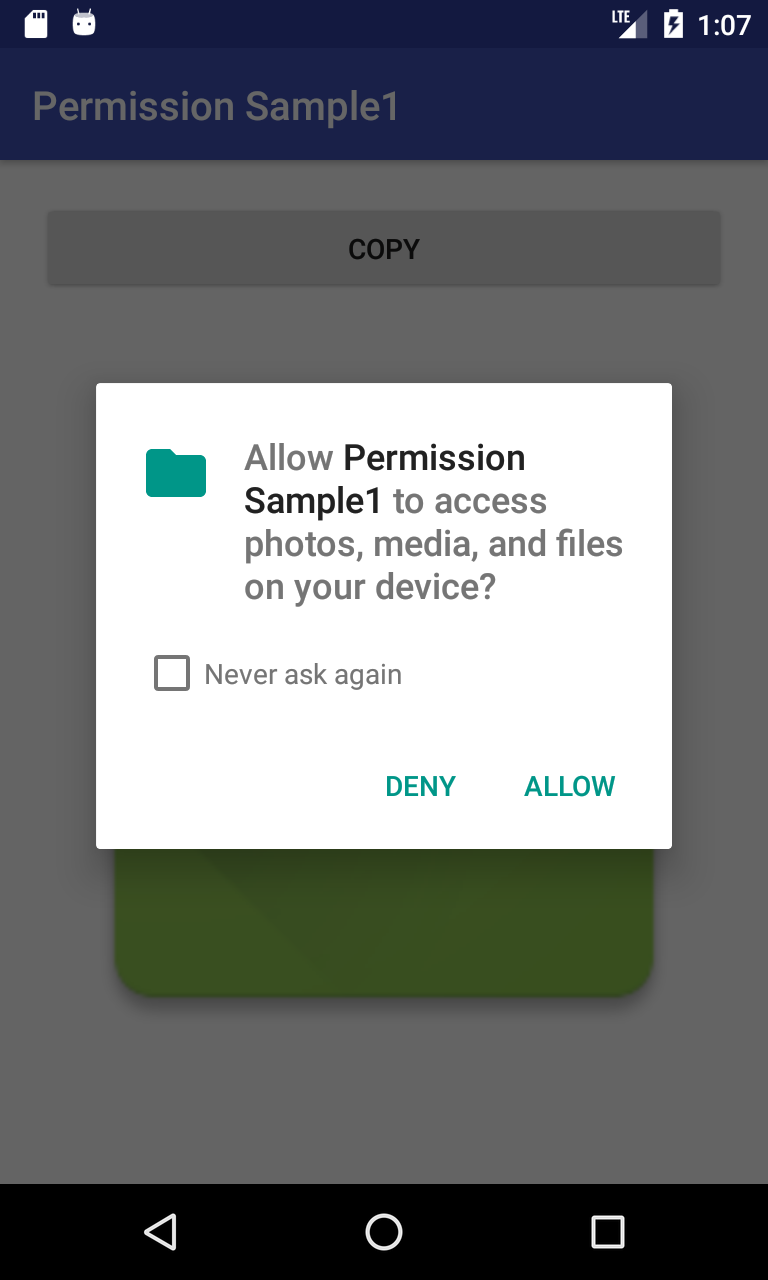 LTE 1:07
Permission Sample1
COPY
Allow Permission
Sample1 to access
photos, media, and files
on your device?
Never ask again
DENY ALLOW